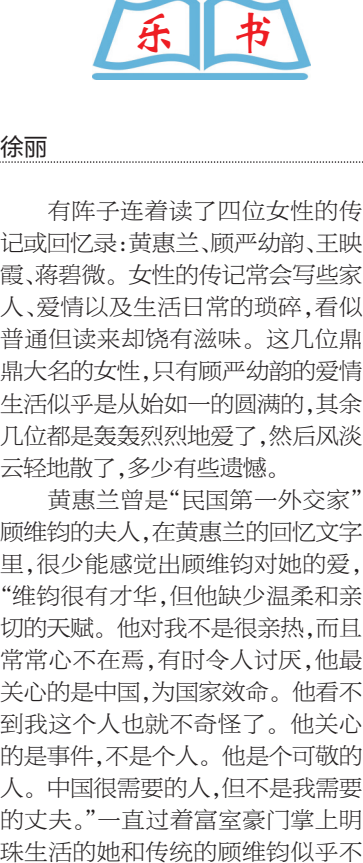 乐 书
徐丽
有阵子连着读了四位女性的传
记或回忆录：黄惠兰、顾严幼韵、王映
霞、蒋碧微。女性的传记常会写些家
人、爱情以及生活日常的琐碎，看似
普通但读来却饶有滋味。这几位鼎
鼎大名的女性，只有顾严幼韵的爱情
生活似乎是从始如一的圆满的，其余
几位都是轰轰烈烈地爱了，然后风淡
云轻地散了，多少有些遗憾。
黄惠兰曾是“民国第一外交家”
顾维钧的夫人，在黄惠兰的回忆文字
里，很少能感觉出顾维钧对她的爱，
“维钧很有才华，但他缺少温柔和亲
切的天赋。他对我不是很亲热，而且
常常心不在焉，有时令人讨厌，他最
关心的是中国，为国家效命。他看不
到我这个人也就不奇怪了。他关心
的是事件，不是个人。他是个可敬的
人。中国很需要的人，但不是我需要
的丈夫。”一直过着富室豪门掌上明
珠生活的她和传统的顾维钧似乎不